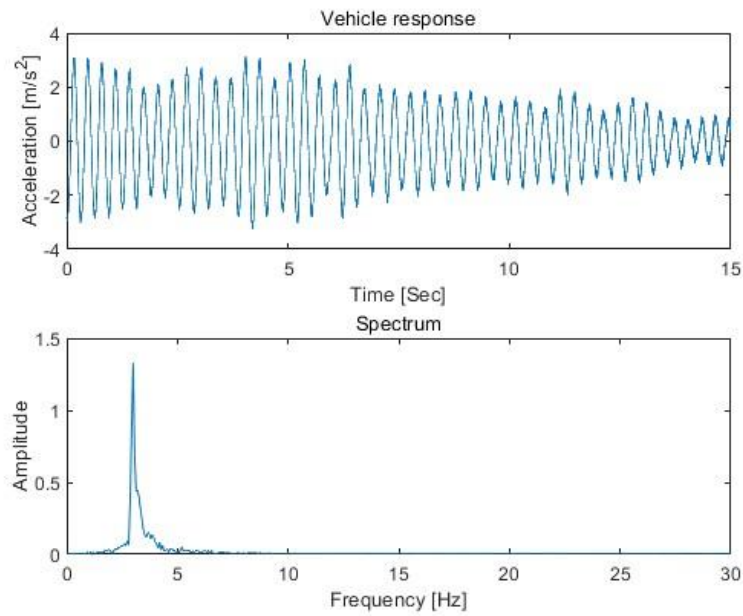 Vehicle response
Acceleration [m/s²]
4
2
0
-2
-4
0 5 10 15
Time [Sec]
Spectrum
Amplitude
1.5
1
0.5
0
0 5 10 15 20 25 30
Frequency [Hz]